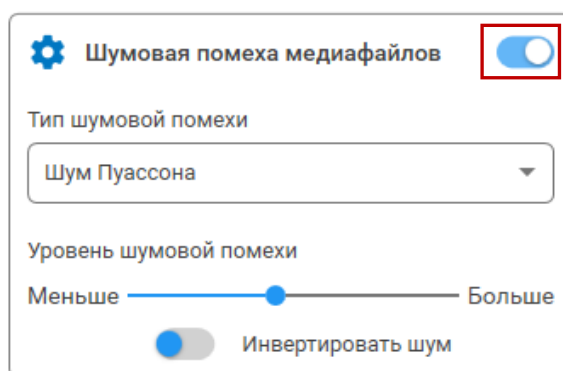 Шумовая помеха медиафайлов
Тип шумовой помехи
Шум Пуассона
Уровень шумовой помехи
Меньше Больше
Инвертировать шум